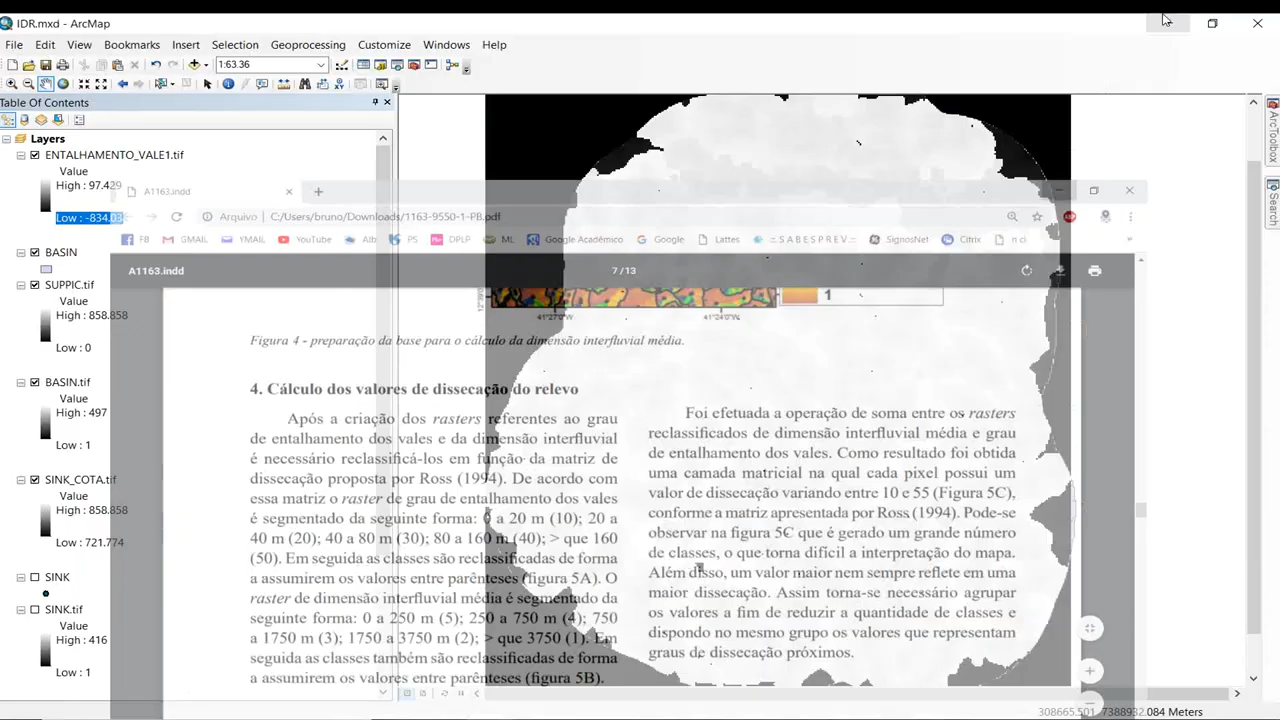 IDR.mxd - ArcMap
File Edit View Bookmarks Insert Selection Geoprocessing Customize Windows Help
1:63.36
Table Of Contents
Layers
ENTALHAMENTO_VALE1.tif
Value
High : 97.429
Low : -834.03
BASIN
SUPPIC.tif
Value
High : 858.858
Low : 0
BASIN.tif
Value
High : 497
Low : 1
SINK_COTA.tif
Value
High : 858.858
Low : 721.774
SINK
SINK.tif
Value
High : 416
Low : 1
ArcToolbox
Search
A1163.indd
Arquivo C:/Users/bruno/Downloads/1163-9550-1-PB.pdf
FB GMAIL YMAIL YouTube Alb PS DPLP ML Google Acadêmico Google Lattes ..:: S A B E S P R E V .:: SignosNet Citrix n cl
A1163.indd 7 / 13
1
41°27'0"W 41°24'0"W
Figura 4 - preparação da base para o cálculo da dimensão interfluvial média.
4. Cálculo dos valores de dissecação do relevo
Após a criação dos rasters referentes ao grau
de entalhamento dos vales e da dimensão interfluvial
é necessário reclassificá-los em função da matriz de
dissecação proposta por Ross (1994). De acordo com
essa matriz o raster de grau de entalhamento dos vales
é segmentado da seguinte forma: 0 a 20 m (10); 20 a
40 m (20); 40 a 80 m (30); 80 a 160 m (40); > que 160
(50). Em seguida as classes são reclassificadas de forma
a assumirem os valores entre parênteses (figura 5A). O
raster de dimensão interfluvial média é segmentado da
seguinte forma: 0 a 250 m (5); 250 a 750 m (4); 750
a 1750 m (3); 1750 a 3750 m (2); > que 3750 (1). Em
seguida as classes também são reclassificadas de forma
a assumirem os valores entre parênteses (figura 5B).
Foi efetuada a operação de soma entre os rasters
reclassificados de dimensão interfluvial média e grau
de entalhamento dos vales. Como resultado foi obtida
uma camada matricial na qual cada pixel possui um
valor de dissecação variando entre 10 e 55 (Figura 5C),
conforme a matriz apresentada por Ross (1994). Pode-se
observar na figura 5C que é gerado um grande número
de classes, o que torna difícil a interpretação do mapa.
Além disso, um valor maior nem sempre reflete em uma
maior dissecação. Assim torna-se necessário agrupar
os valores a fim de reduzir a quantidade de classes e
dispondo no mesmo grupo os valores que representam
graus de dissecação próximos.
308665.501 7388932.084 Meters